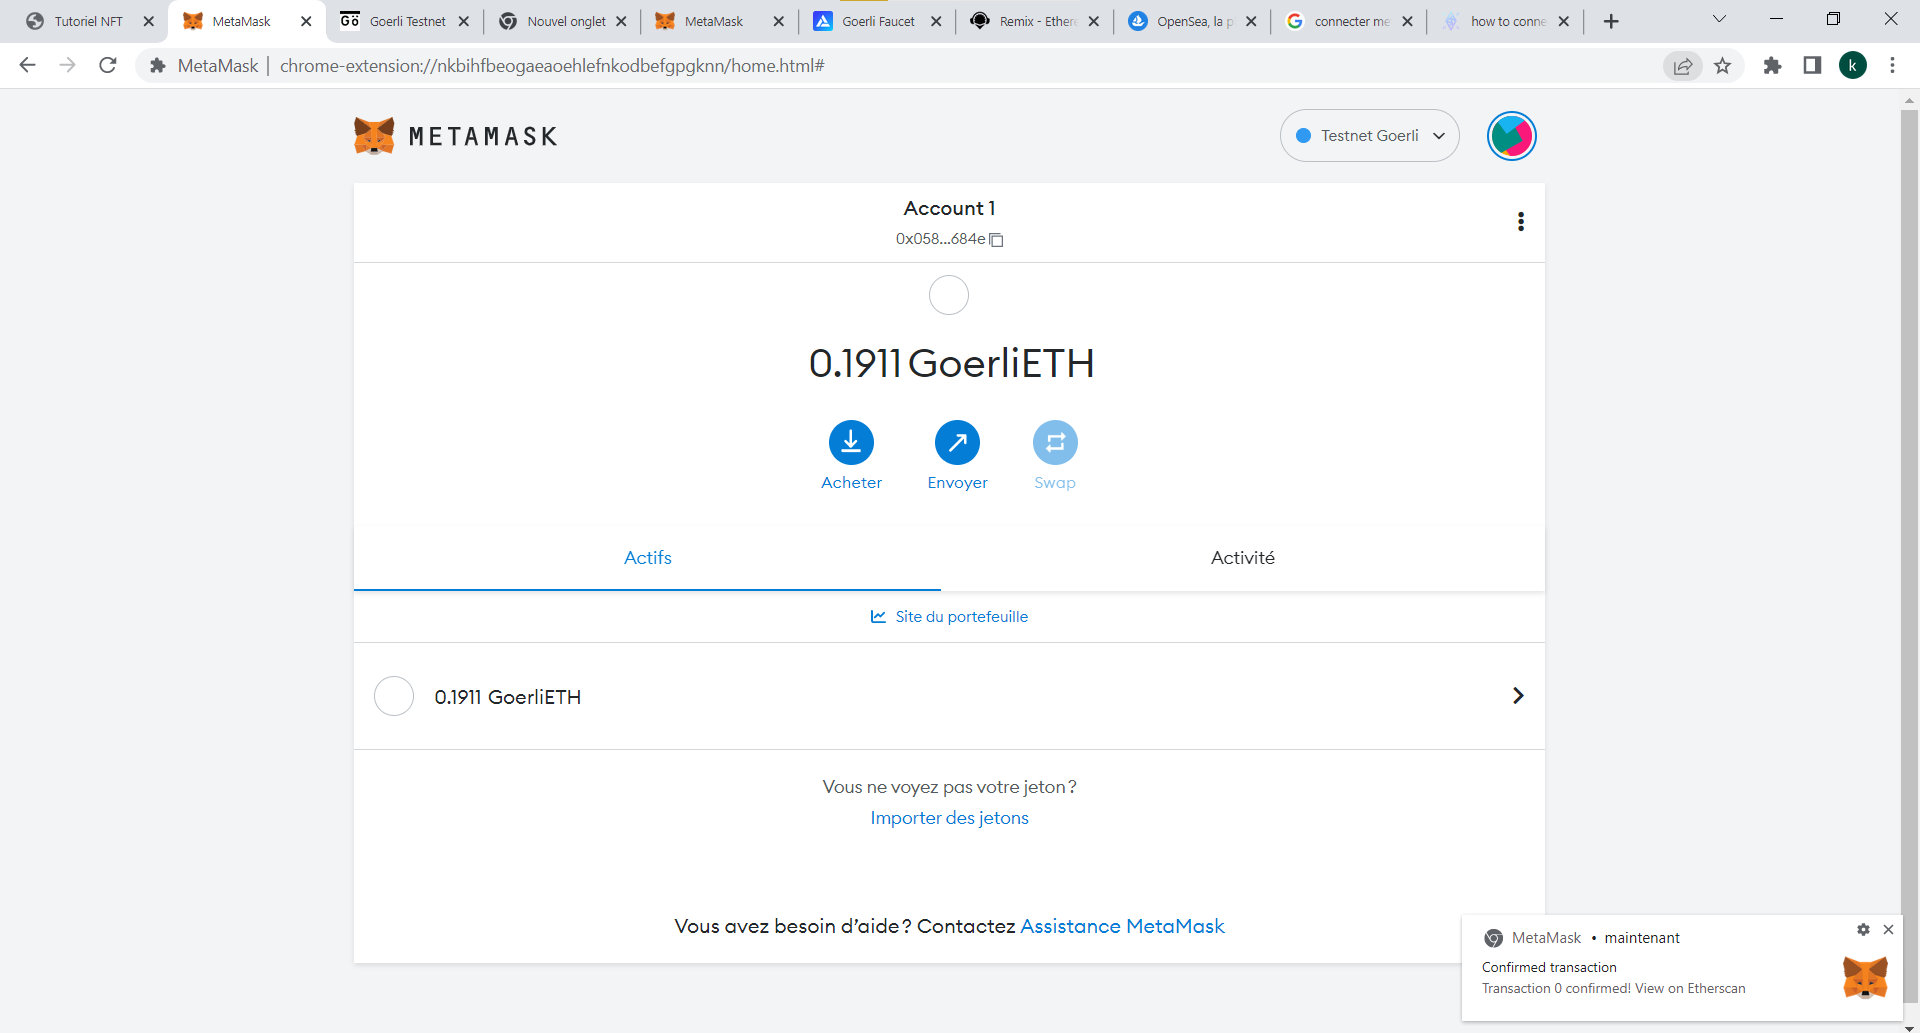 Tutoriel NFT
MetaMask
Gö Goerli Testnet
Nouvel onglet
MetaMask
Goerli Faucet
Remix - Ether
OpenSea, la p
connecter me
how to conne
MetaMask | chrome-extension://nkbihfbeogaeaoehlefnkodbefgpgknn/home.html#
k
METAMASK
Testnet Goerli
Account 1
0x058...684e
0.1911 GoerliETH
Acheter Envoyer Swap
Actifs Activité
Site du portefeuille
0.1911 GoerliETH
Vous ne voyez pas votre jeton ?
Importer des jetons
Vous avez besoin d’aide ? Contactez Assistance MetaMask
MetaMask • maintenant
Confirmed transaction
Transaction 0 confirmed! View on Etherscan